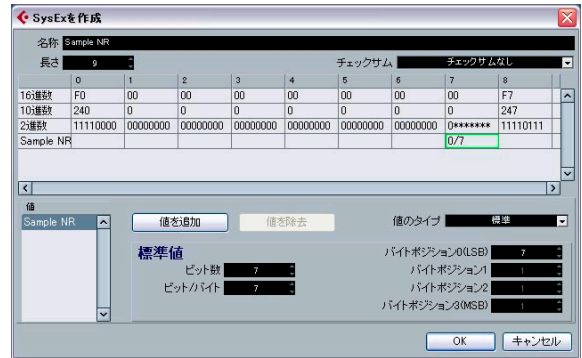 SysExを作成
名称 Sample NR
長さ 9 チェックサム チェックサムなし
0 1 2 3 4 5 6 7 8
16進数 F0 00 00 00 00 00 00 00 F7
10進数 240 0 0 0 0 0 0 0 247
2進数 11110000 00000000 00000000 00000000 00000000 00000000 00000000 0******* 11110111
Sample NR 0/7
値
Sample NR 値を追加 値を除去 値のタイプ 標準
標準値 バイトポジション0(LSB) 7
ビット数 7 バイトポジション1 1
ビット/バイト 7 バイトポジション2 1
バイトポジション3(MSB) 1
OK キャンセル